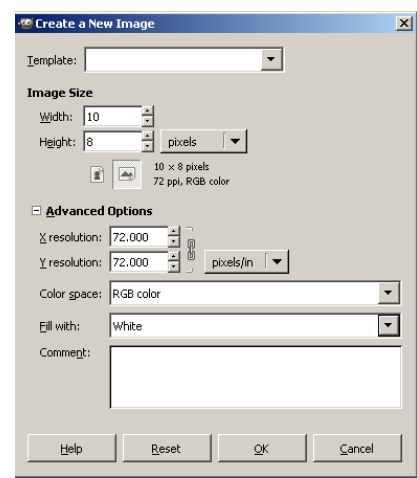 Create a New Image
Template:
Image Size
Width: 10
Height: 8 pixels
10 × 8 pixels
72 ppi, RGB color
Advanced Options
X resolution: 72.000
Y resolution: 72.000 pixels/in
Color space: RGB color
Fill with: White
Comment:
Help Reset OK Cancel